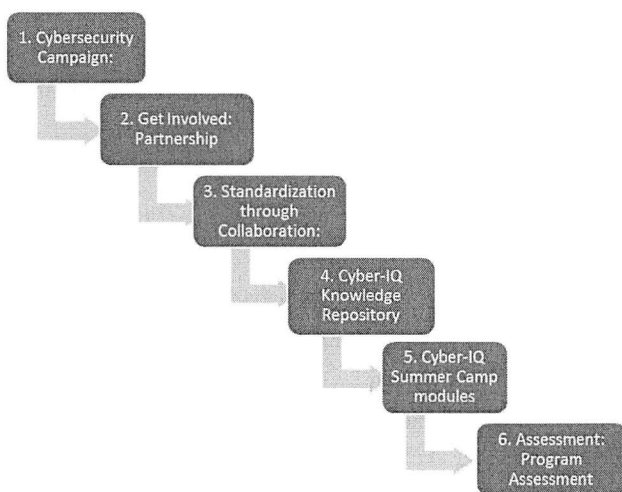 1. Cybersecurity
Campaign:
2. Get Involved:
Partnership
3. Standardization
through
Collaboration:
4. Cyber-IQ
Knowledge
Repository
5. Cyber-IQ
Summer Camp
modules
6. Assessment:
Program
Assessment